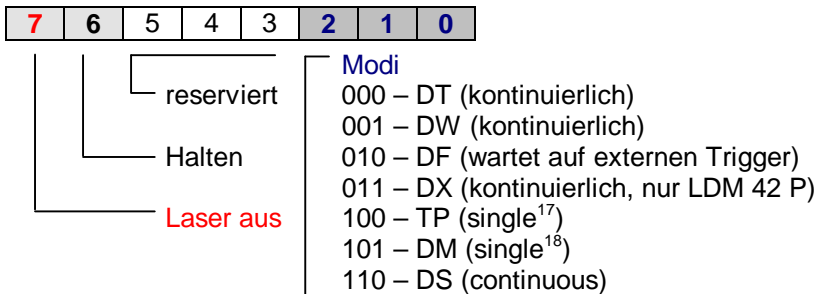 7 6 5 4 3 2 1 0
Modi
reserviert
000 – DT (kontinuierlich)
001 – DW (kontinuierlich)
Halten
010 – DF (wartet auf externen Trigger)
011 – DX (kontinuierlich, nur LDM 42 P)
Laser aus
100 – TP (single17)
101 – DM (single18)
110 – DS (continuous)